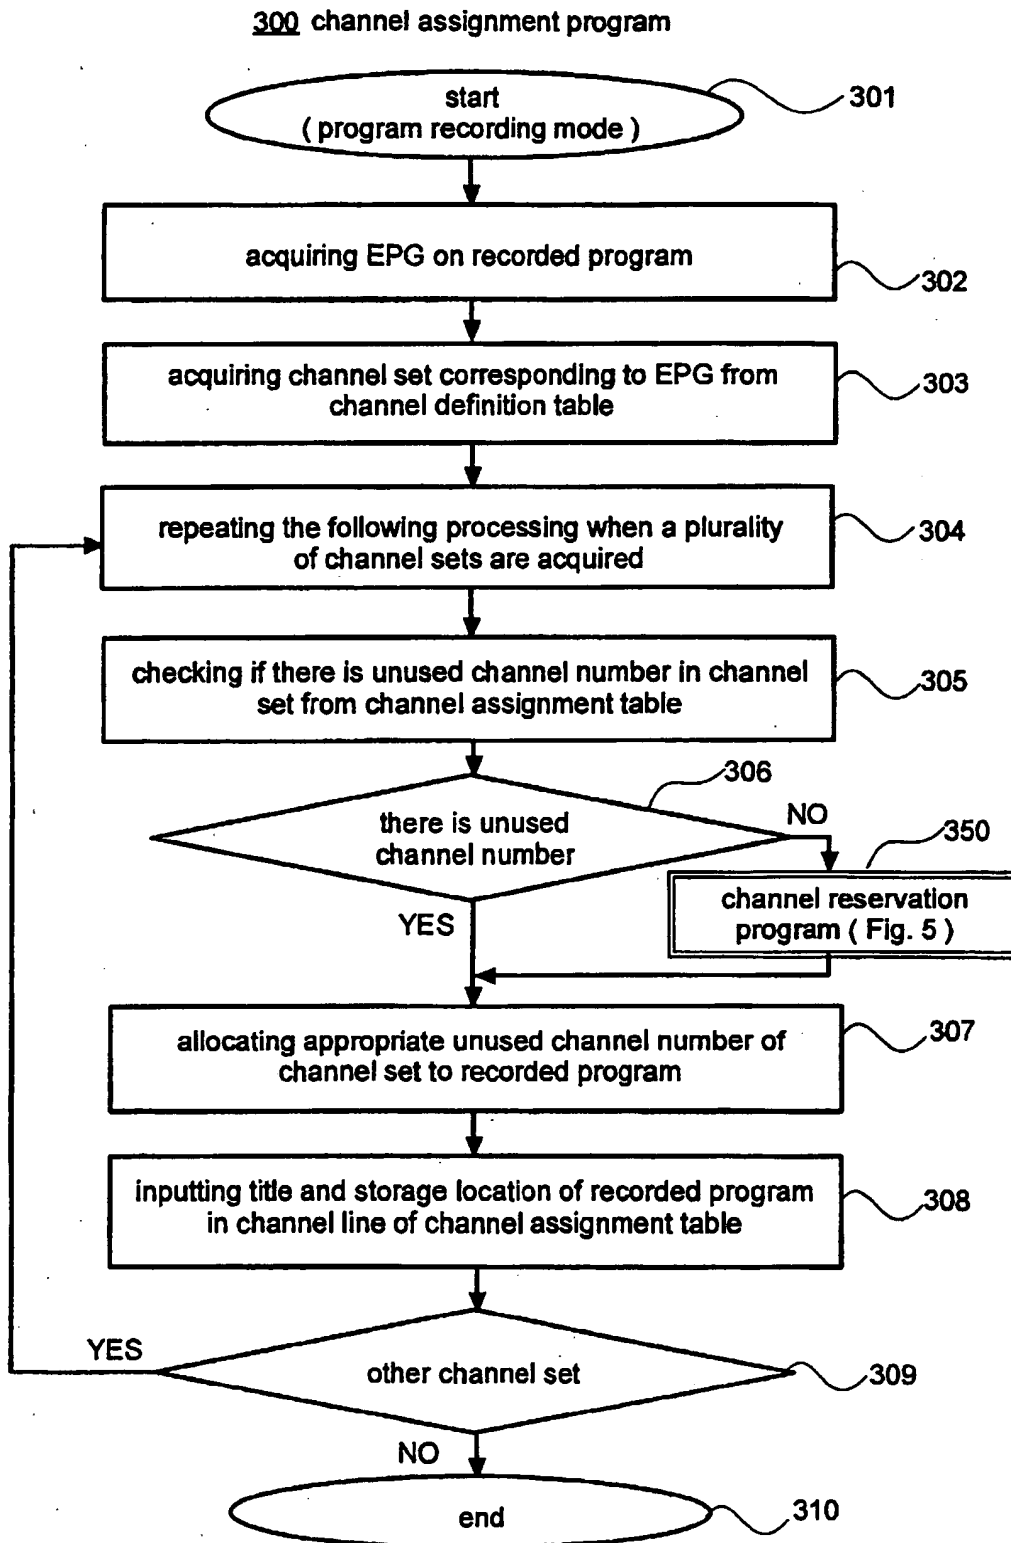 300 channel assignment program
start
( program recording mode )
301
acquiring EPG on recorded program
302
acquiring channel set corresponding to EPG from
channel definition table
303
repeating the following processing when a plurality
of channel sets are acquired
304
checking if there is unused channel number in channel
set from channel assignment table
305
306
there is unused
channel number
NO
350
channel reservation
program ( Fig. 5 )
YES
allocating appropriate unused channel number of
channel set to recorded program
307
inputting title and storage location of recorded program
in channel line of channel assignment table
308
YES
other channel set
309
NO
end
310